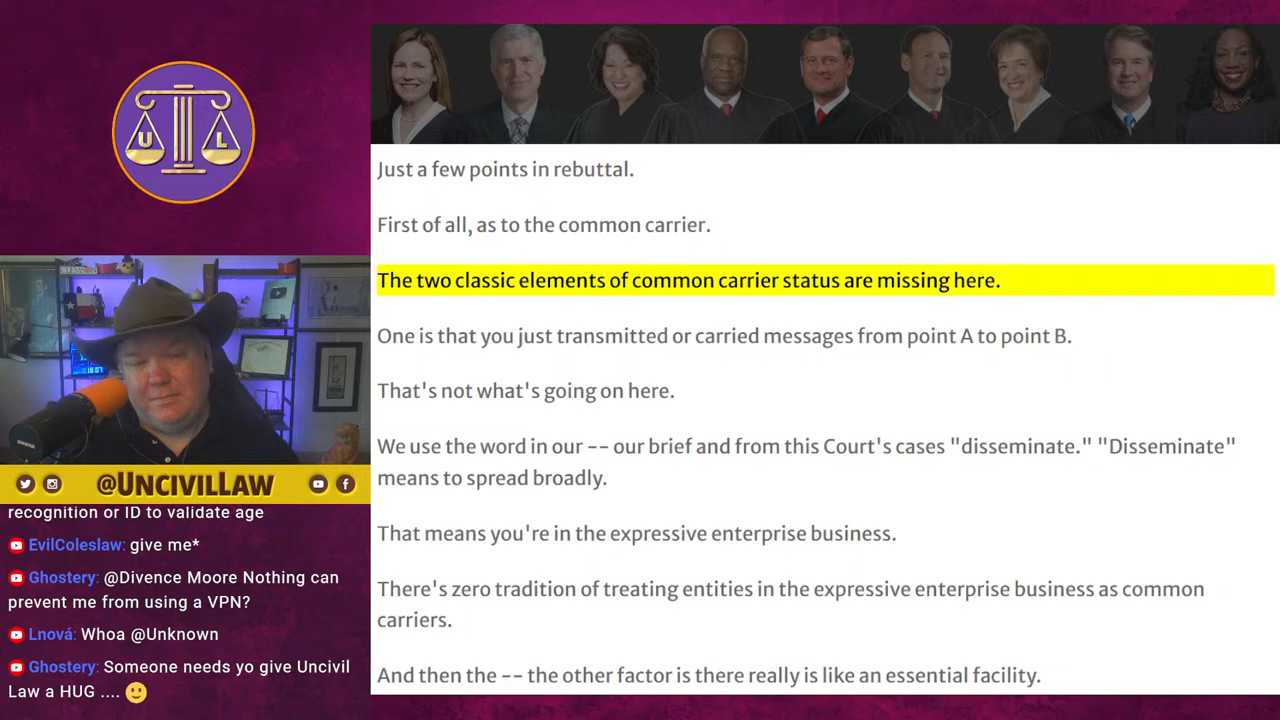 U L
Just a few points in rebuttal.
First of all, as to the common carrier.
The two classic elements of common carrier status are missing here.
One is that you just transmitted or carried messages from point A to point B.
That's not what's going on here.
We use the word in our -- our brief and from this Court's cases "disseminate." "Disseminate"
means to spread broadly.
That means you're in the expressive enterprise business.
There's zero tradition of treating entities in the expressive enterprise business as common
carriers.
And then the -- the other factor is there really is like an essential facility.
@UNCIVILLAW
recognition or ID to validate age
EvilColeslaw: give me*
Ghostery: @Divence Moore Nothing can
prevent me from using a VPN?
Lnová: Whoa @Unknown
Ghostery: Someone needs yo give Uncivil
Law a HUG .... 🙂